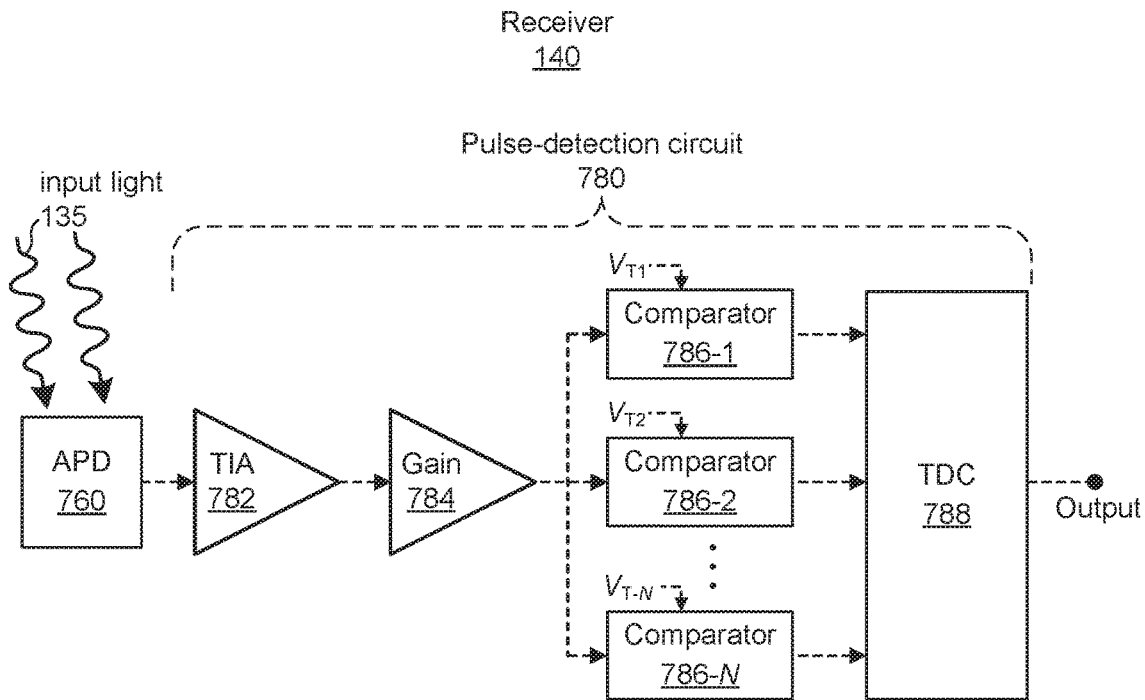 Receiver
140
Pulse-detection circuit
780
input light
135
VT1
Comparator
786-1
APD
760
TIA
782
Gain
784
VT2
Comparator
786-2
TDC
788
Output
VT-N
Comparator
786-N